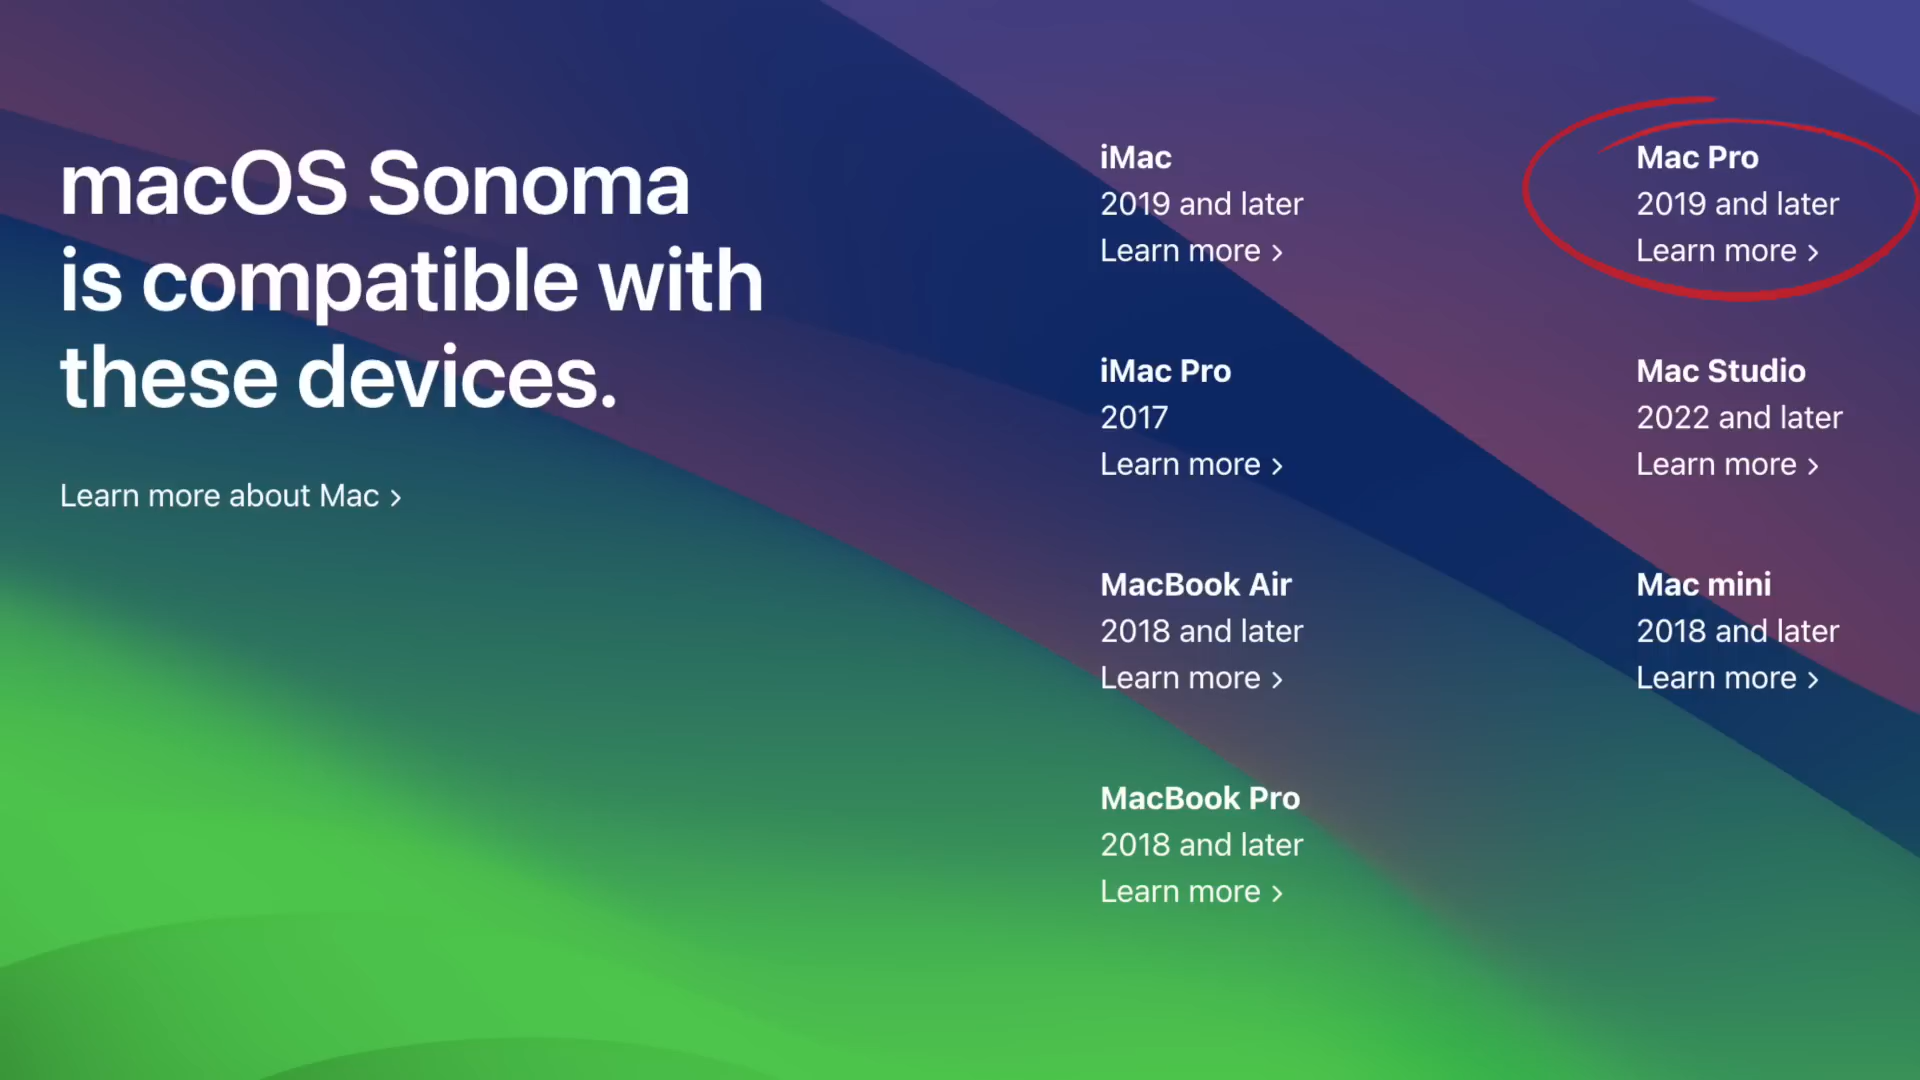 macOS Sonoma
is compatible with
these devices.
Learn more about Mac >
iMac
2019 and later
Learn more >
iMac Pro
2017
Learn more >
MacBook Air
2018 and later
Learn more >
MacBook Pro
2018 and later
Learn more >
Mac Pro
2019 and later
Learn more >
Mac Studio
2022 and later
Learn more >
Mac mini
2018 and later
Learn more >